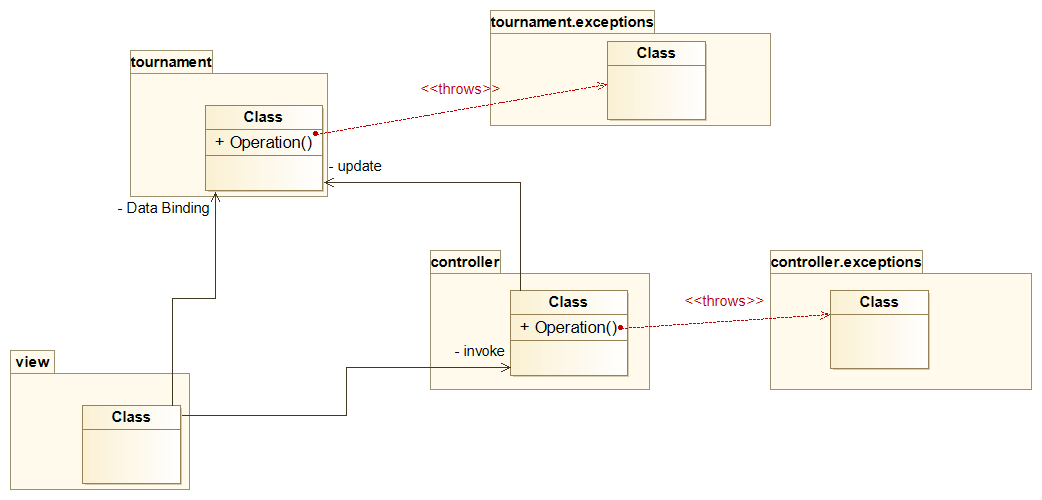 tournament.exceptions
Class
tournament
<<throws>>
Class
+ Operation()
- update
- Data Binding
controller
controller.exceptions
Class
Class
<<throws>>
+ Operation()
- invoke
view
Class